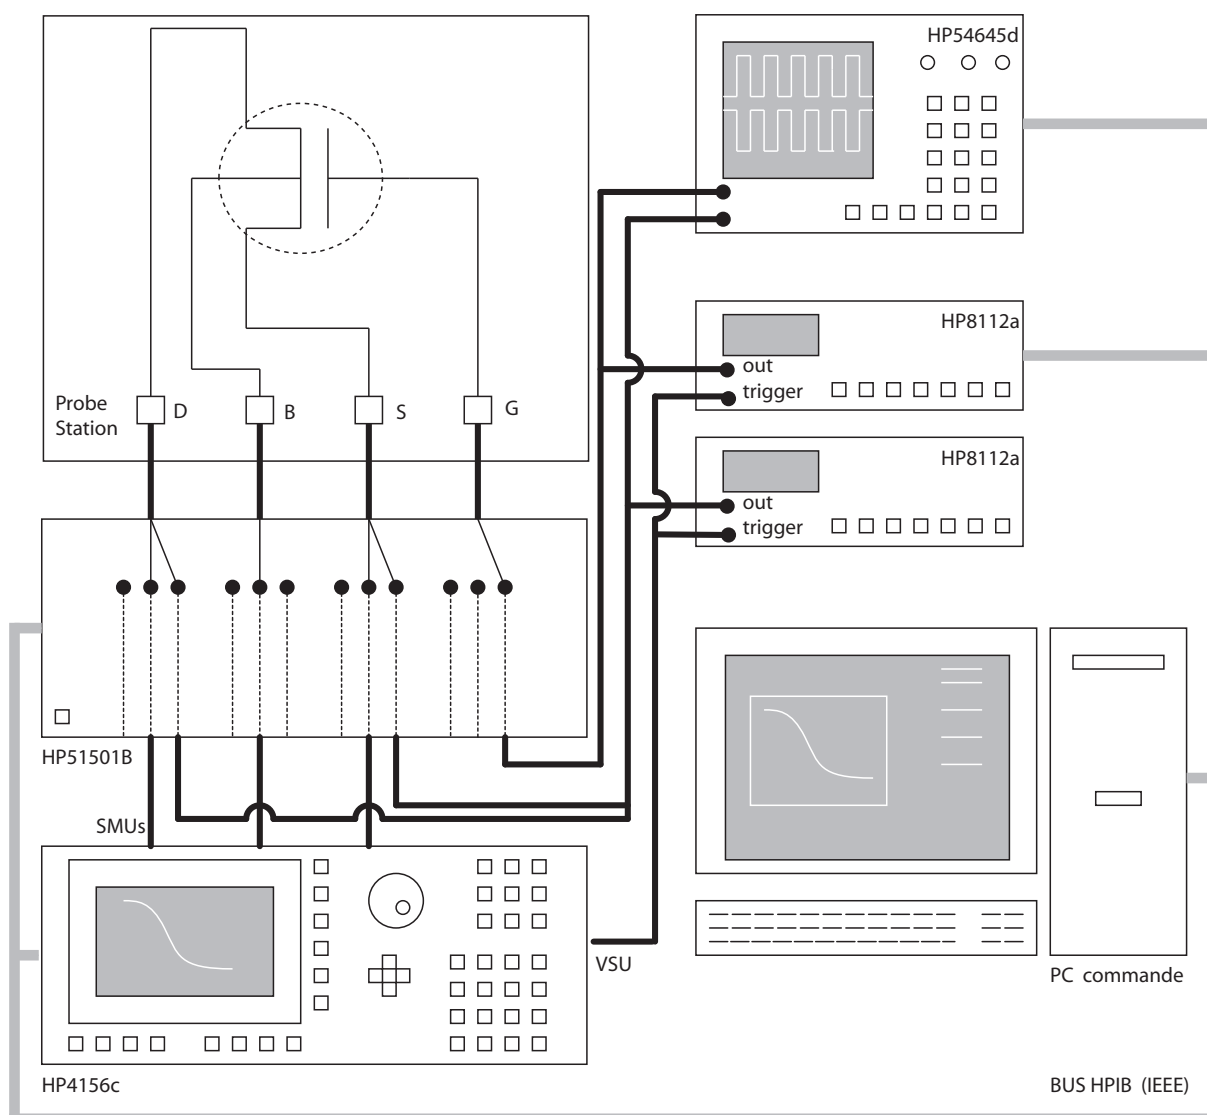 HP54645d
HP8112a
out
trigger
Probe
Station
D
B
S
G
HP8112a
out
trigger
HP51501B
SMUs
VSU
PC commande
HP4156c
BUS HPIB (IEEE)